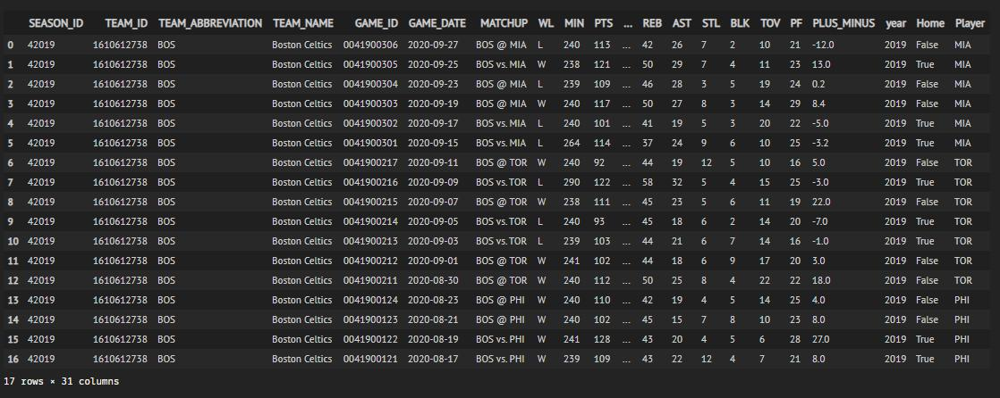 SEASON_ID TEAM_ID TEAM_ABBREVIATION TEAM_NAME GAME_ID GAME_DATE MATCHUP WL MIN PTS ... REB AST STL BLK TOV PF PLUS_MINUS year Home Player
0 42019 1610612738 BOS Boston Celtics 0041900306 2020-09-27 BOS @ MIA L 240 113 ... 42 26 7 2 10 21 -12.0 2019 False MIA
1 42019 1610612738 BOS Boston Celtics 0041900305 2020-09-25 BOS vs. MIA W 238 121 ... 50 29 7 4 11 23 13.0 2019 True MIA
2 42019 1610612738 BOS Boston Celtics 0041900304 2020-09-23 BOS @ MIA L 239 109 ... 46 28 3 5 19 24 0.2 2019 False MIA
3 42019 1610612738 BOS Boston Celtics 0041900303 2020-09-19 BOS vs. MIA W 240 117 ... 50 27 8 3 14 29 8.4 2019 True MIA
4 42019 1610612738 BOS Boston Celtics 0041900302 2020-09-17 BOS vs. MIA L 240 101 ... 41 19 5 3 20 22 -5.0 2019 True MIA
5 42019 1610612738 BOS Boston Celtics 0041900301 2020-09-15 BOS vs. MIA L 264 114 ... 37 24 9 6 10 25 -3.2 2019 True MIA
6 42019 1610612738 BOS Boston Celtics 0041900217 2020-09-11 BOS @ TOR W 240 92 ... 44 19 12 5 10 16 5.0 2019 False TOR
7 42019 1610612738 BOS Boston Celtics 0041900216 2020-09-09 BOS vs. TOR L 290 122 ... 58 32 5 4 15 25 -3.0 2019 True TOR
8 42019 1610612738 BOS Boston Celtics 0041900215 2020-09-07 BOS @ TOR W 238 111 ... 45 23 5 6 11 19 22.0 2019 False TOR
9 42019 1610612738 BOS Boston Celtics 0041900214 2020-09-05 BOS vs. TOR L 240 93 ... 45 18 6 2 14 20 -7.0 2019 True TOR
10 42019 1610612738 BOS Boston Celtics 0041900213 2020-09-03 BOS vs. TOR L 239 103 ... 44 21 6 7 14 16 -1.0 2019 True TOR
11 42019 1610612738 BOS Boston Celtics 0041900212 2020-09-01 BOS @ TOR W 241 102 ... 44 18 6 9 17 20 3.0 2019 False TOR
12 42019 1610612738 BOS Boston Celtics 0041900211 2020-08-30 BOS @ TOR W 240 112 ... 50 25 8 4 22 22 18.0 2019 False TOR
13 42019 1610612738 BOS Boston Celtics 0041900124 2020-08-23 BOS @ PHI W 240 110 ... 42 19 4 5 14 25 4.0 2019 False PHI
14 42019 1610612738 BOS Boston Celtics 0041900123 2020-08-21 BOS @ PHI W 240 102 ... 45 15 7 8 10 23 8.0 2019 False PHI
15 42019 1610612738 BOS Boston Celtics 0041900122 2020-08-19 BOS vs. PHI W 241 128 ... 43 20 4 5 6 28 27.0 2019 True PHI
16 42019 1610612738 BOS Boston Celtics 0041900121 2020-08-17 BOS vs. PHI W 239 109 ... 43 22 12 4 7 21 8.0 2019 True PHI
17 rows × 31 columns